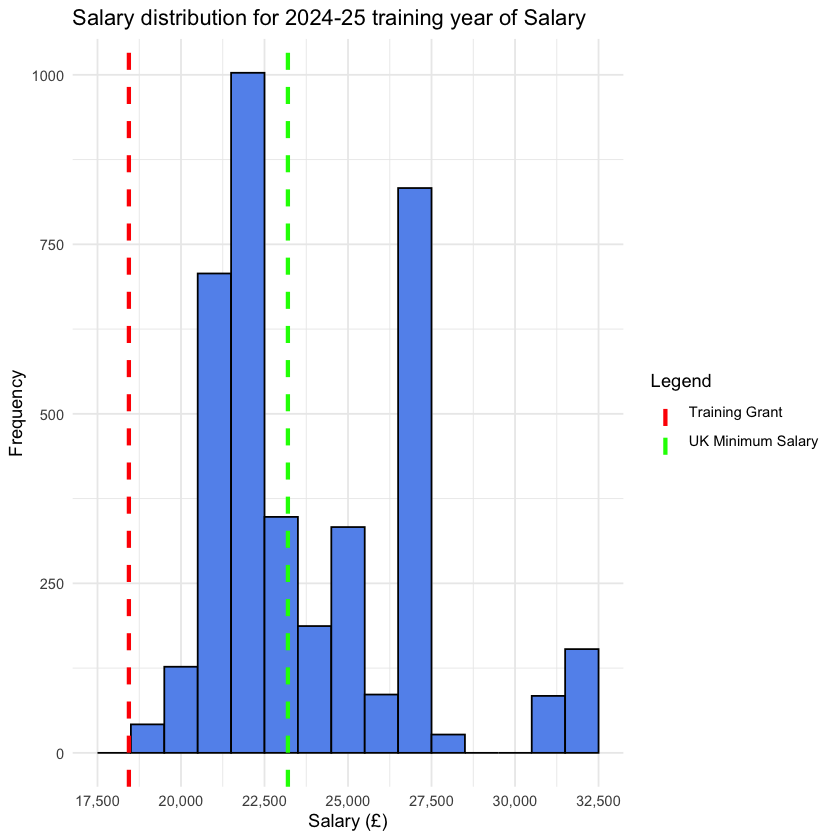 Salary distribution for 2024-25 training year of Salary
1000
750
500
250
0
Frequency
17,500 20,000 22,500 25,000 27,500 30,000 32,500
Salary (£)
Legend
Training Grant
UK Minimum Salary